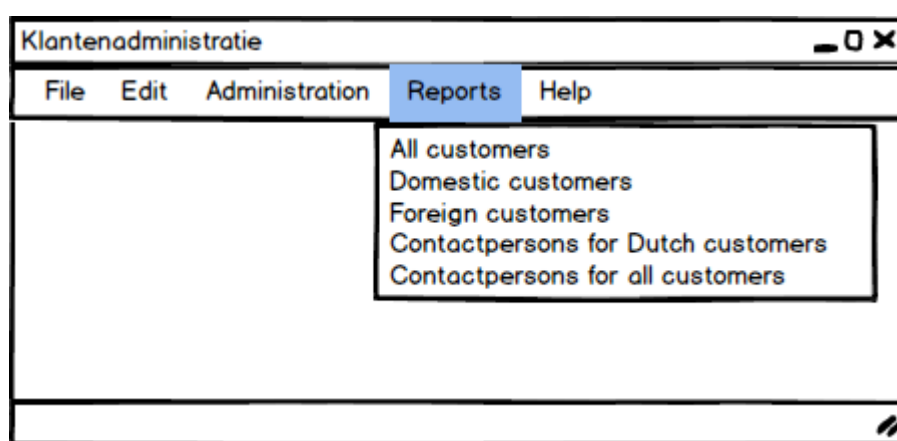 Klantenadministratie
File Edit Administration Reports Help
All customers
Domestic customers
Foreign customers
Contactpersons for Dutch customers
Contactpersons for all customers